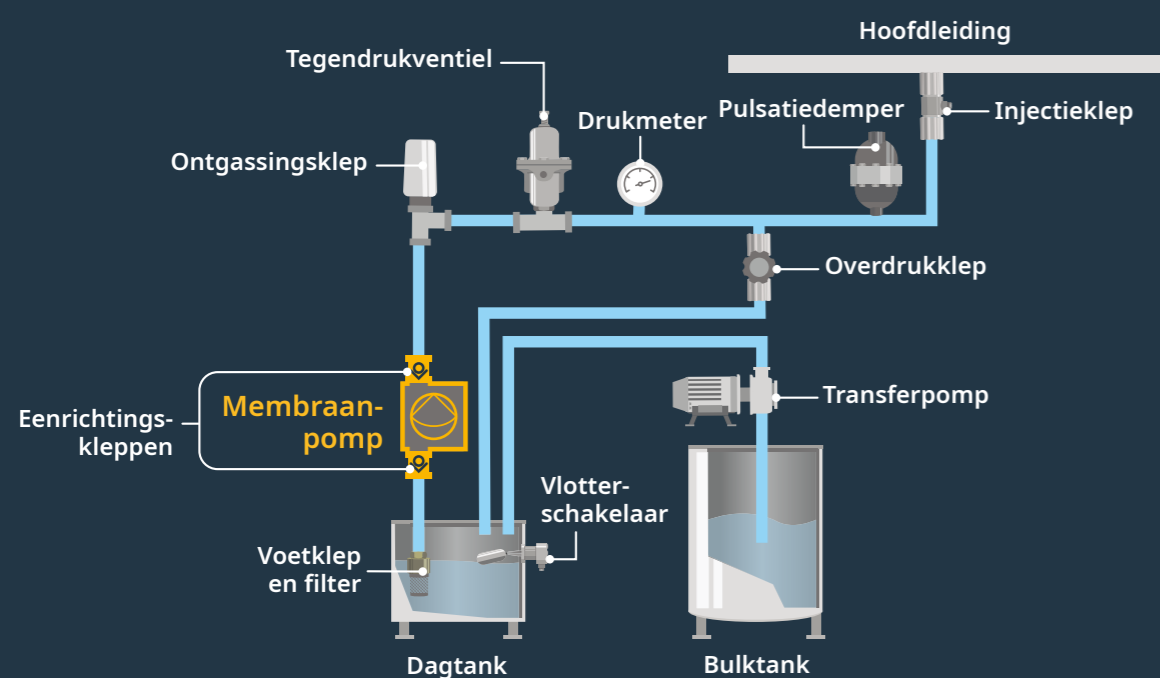 Hoofdleiding
Tegendrukventiel
Pulsatiedemper
Injectieklep
Drukmeter
Ontgassingsklep
Overdrukklep
Transferpomp
Membraan-
pomp
Eenrichtings-
kleppen
Vlotter-
schakelaar
Voetklep
en filter
Dagtank
Bulktank